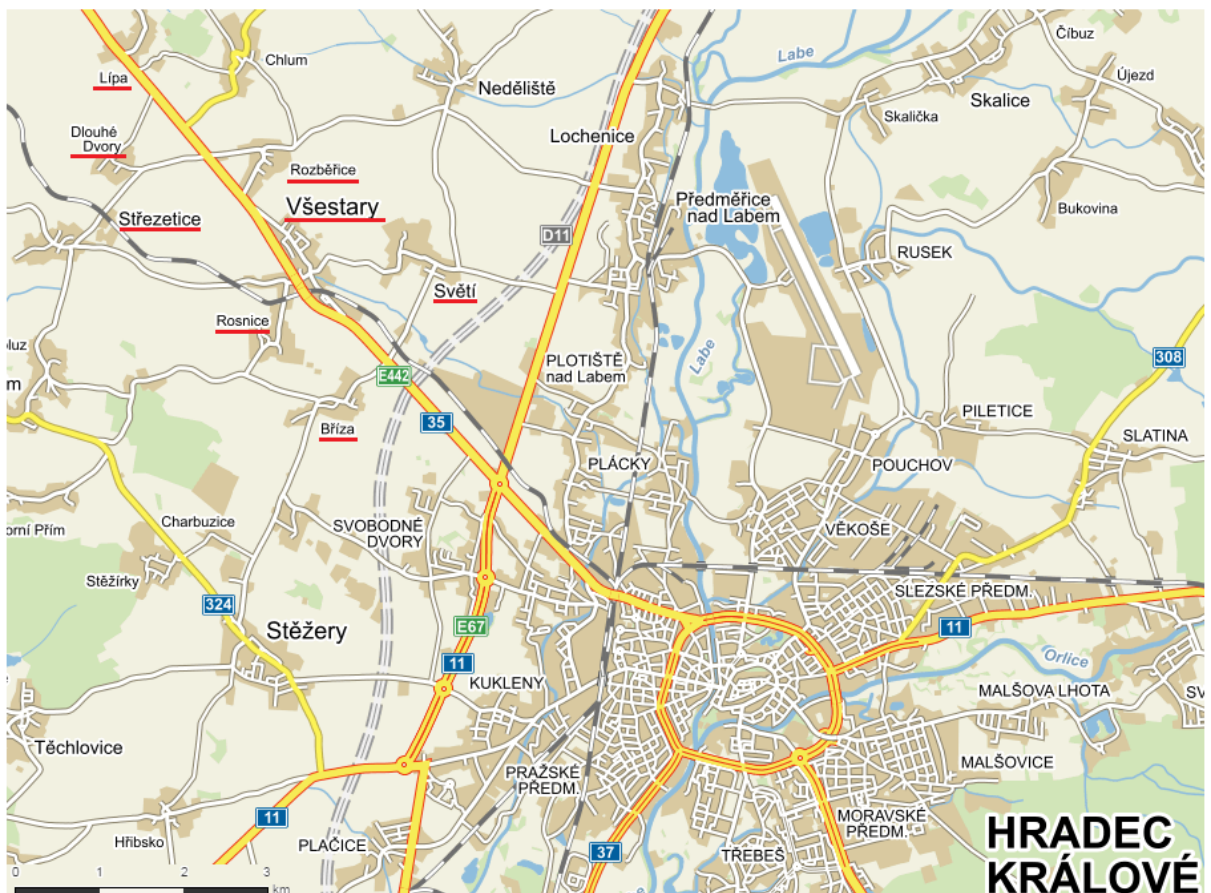 Labe
Číbuz
Chlum
Lípa
Neděliště
Újezd
Skalice
Skalička
Lochenice
Dlouhé
Dvory
Rozběřice
Všestary
Střezetice
Předměřice
nad Labem
Bukovina
D11
RUSEK
Světí
Rosnice
Labe
308
PLOTIŠTĚ
nad Labem
E442
35
PILETICE
Bříza
SLATINA
PLÁCKY
POUCHOV
Charbuzice
SVOBODNÉ
DVORY
VĚKOŠE
Stěžírky
SLEZSKÉ PŘEDM.
324
E67
11
Stěžery
11
Orlice
KUKLENY
MALŠOVA LHOTA
Těchlovice
MALŠOVICE
PRAŽSKÉ
PŘEDM.
11
MORAVSKÉ
PŘEDM.
HRADEC
KRÁLOVÉ
Hřibsko
PLAČICE
37
TŘEBEŠ
0 1 2 3
km